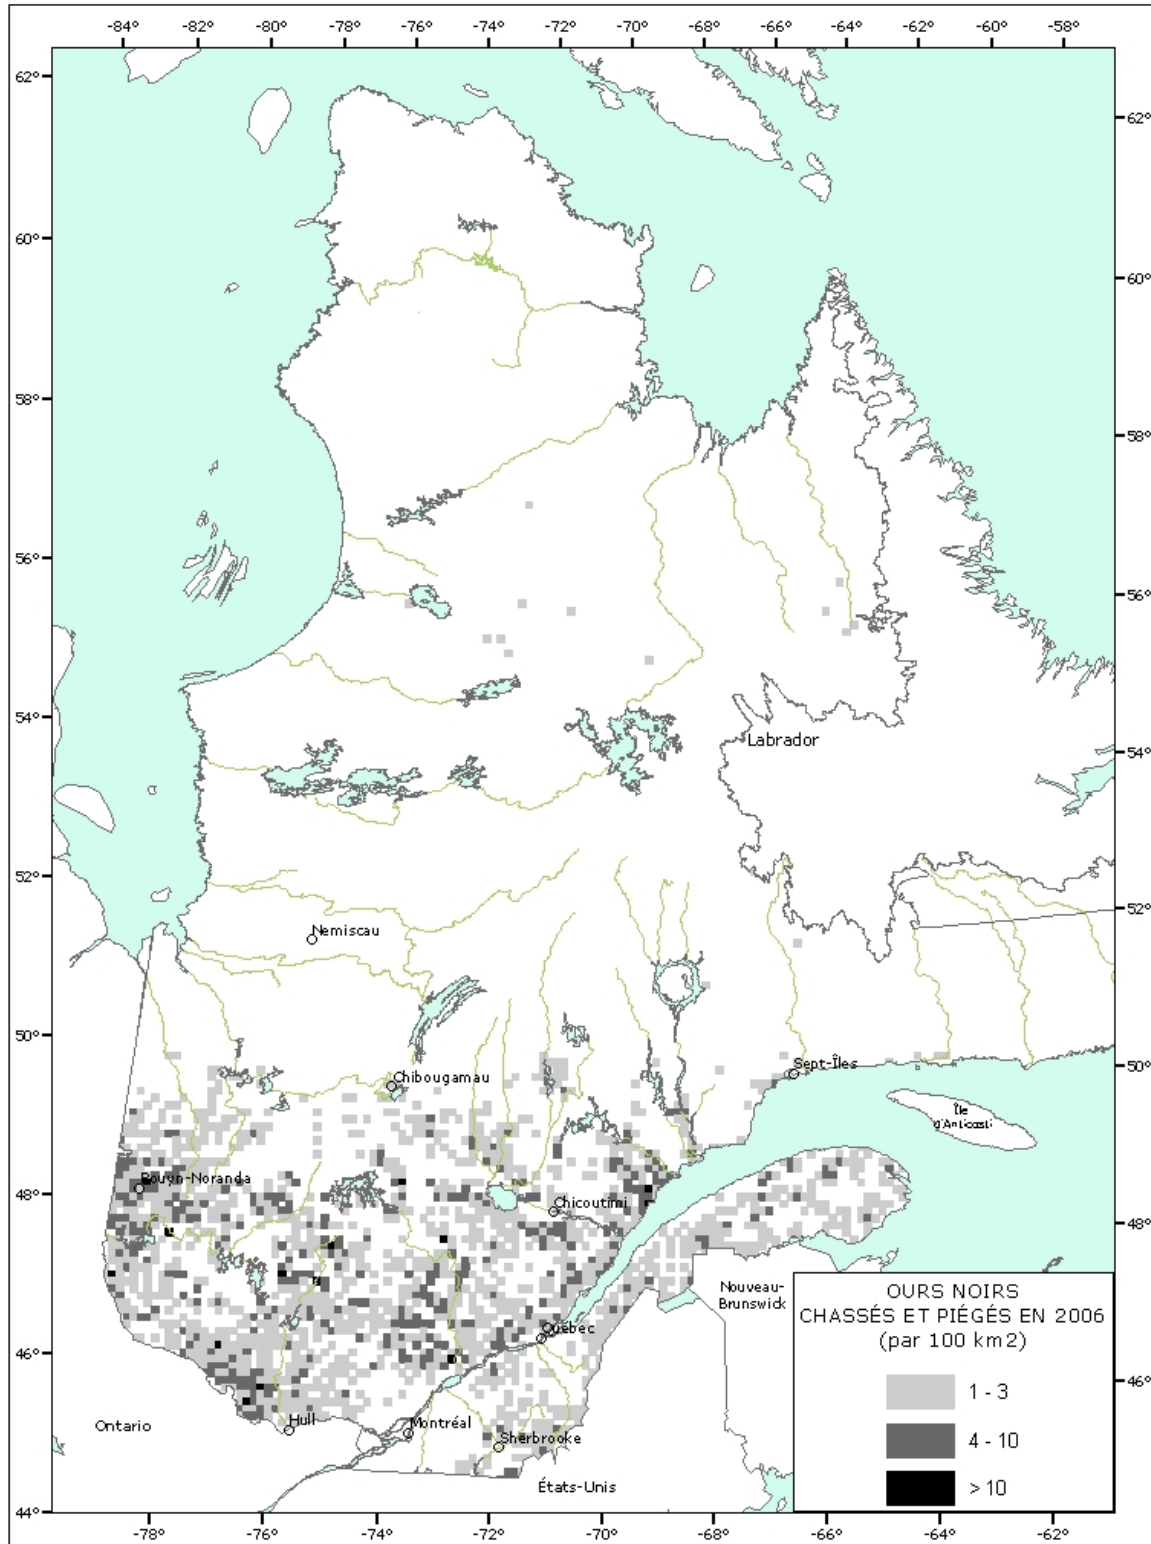 -84° -82° -80° -78° -76° -74° -72° -70° -68° -66° -64° -62° -60° -58°
62°
62°
60°
60°
58°
58°
56°
56°
Labrador
54°
54°
52°
52°
Nemiscau
50°
50°
Sept-Îles
Chibougamau
Île
d'Anticosti
Rouyn-Noranda
48°
48°
Chicoutimi
Nouveau-
Brunswick
OURS NOIRS
CHASSÉS ET PIÉGÉS EN 2006
(par 100 km2)
1 - 3
4 - 10
> 10
Québec
46°
46°
Ontario
Hull
Montréal
Sherbrooke
États-Unis
44°
-78° -76° -74° -72° -70° -68° -66° -64° -62°